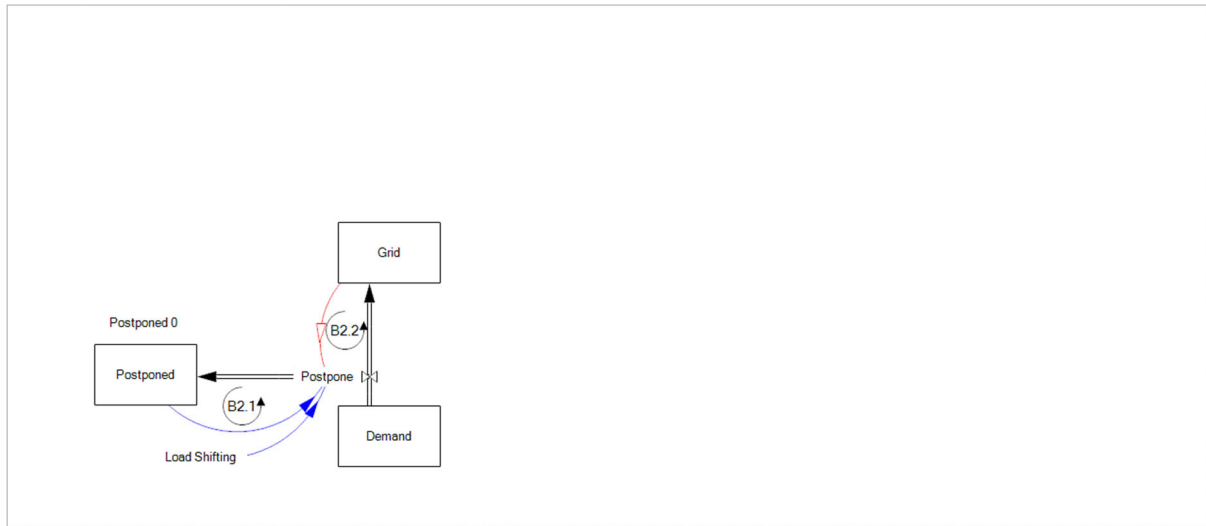 Grid
B2.2
Postponed 0
Postponed
Postpone
B2.1
Demand
Load Shifting